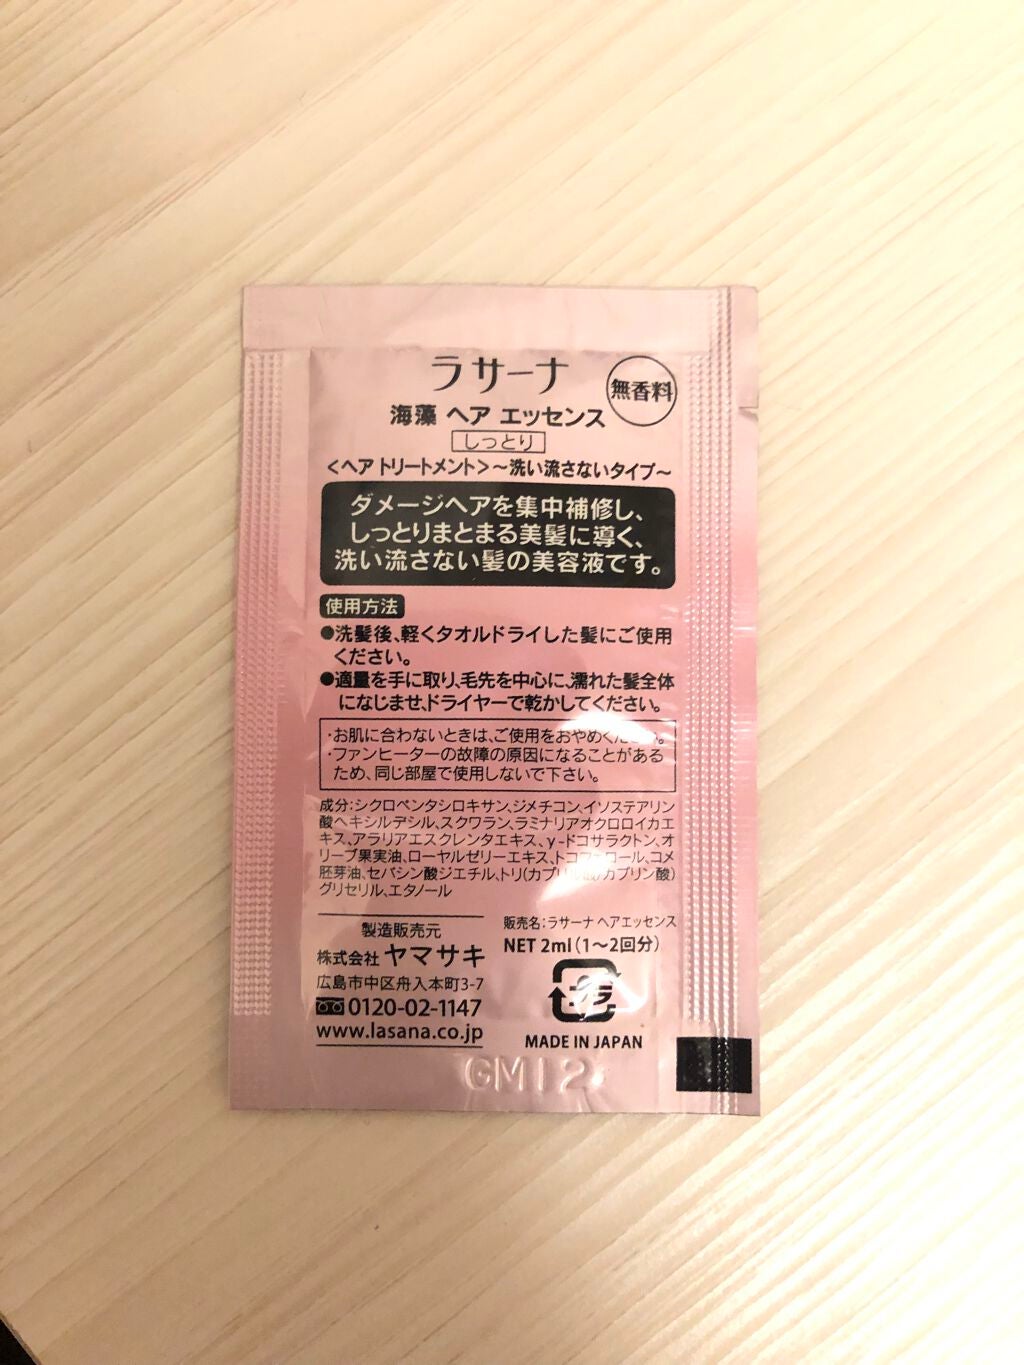 ラサーナ
無香料
海藻 ヘア エッセンス
しっとり
<ヘア トリートメント>～洗い流さないタイプ～
ダメージヘアを集中補修し、
しっとりまとまる美髪に導く、
洗い流さない髪の美容液です。
使用方法
●洗髪後、軽くタオルドライした髪にご使用
ください。
●適量を手に取り、毛先を中心に、濡れた髪全体
になじませ、ドライヤーで乾かしてください。
・お肌に合わないときは、ご使用をおやめください。
・ファンヒーターの故障の原因になることがある
ため、同じ部屋で使用しないで下さい。
成分:シクロペンタシロキサン、ジメチコン、イソステアリン
酸ヘキシルデシル、スクワラン、ラミナリアオクロロイカエ
キス、アラリアエスクレンタエキス、γ-ドコサラクトン、オ
リーブ果実油、ローヤルゼリーエキス、トコフェロール、コメ
胚芽油、セバシン酸ジエチル、トリ(カプリル酸/カプリン酸)
グリセリル、エタノール
製造販売元
株式会社 ヤマサキ
広島市中区舟入本町3-7
0120-02-1147
www.lasana.co.jp
販売名:ラサーナ ヘアエッセンス
NET 2ml(1～2回分)
プラ
MADE IN JAPAN
GM12